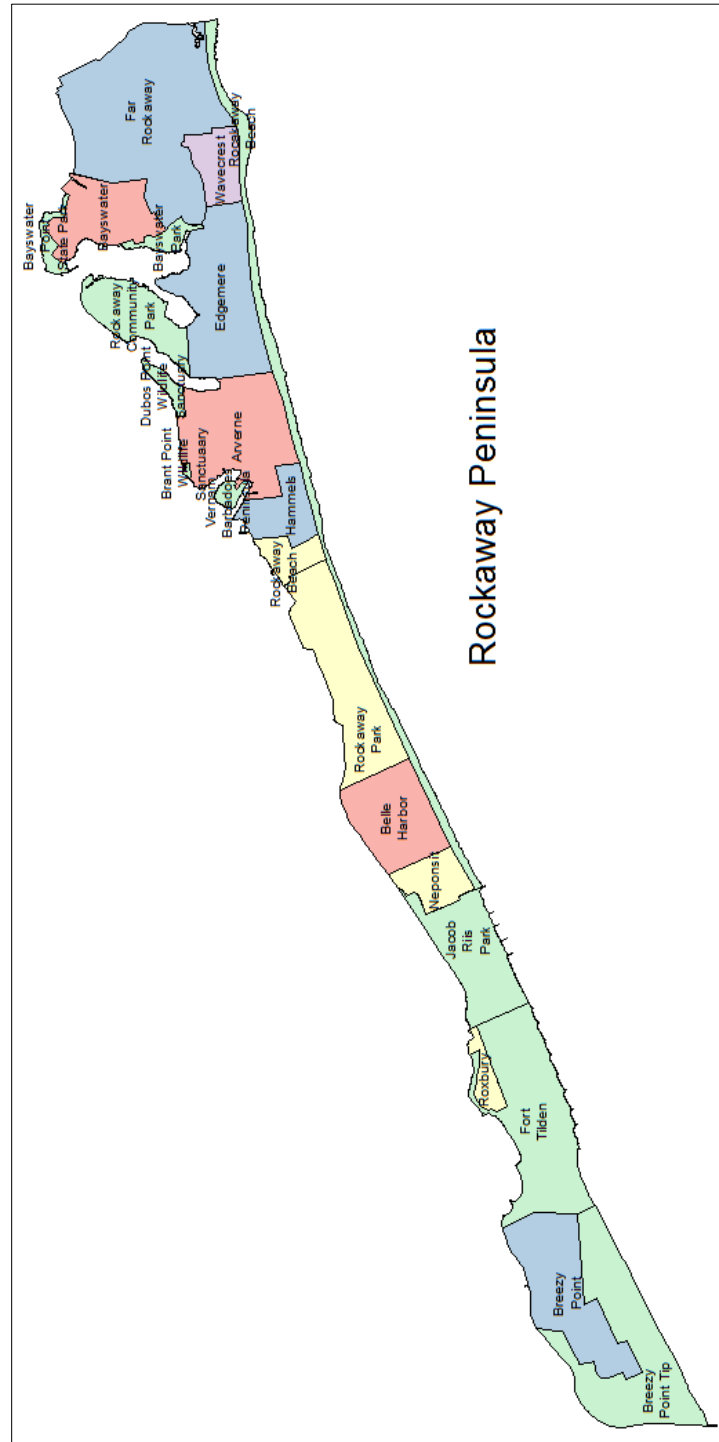 Bayswater
Point
State Park
Far
Rockaway
Bayswater
Rockaway
Community
Park
Bayswater
Park
Dubos Point
Wildlife
Sanctuary
Brant Point
Wildlife
Sanctuaary
Wavecrest
Rocakaway
Beach
Edgemere
Vernam
Barbadoes
Peninsula
Arverne
Rockaway
Beach
Hammels
Rockaway
Park
Belle
Harbor
Neponsit
Jacob
Riis
Park
Roxbury
Fort
Tilden
Breezy
Point
Breezy
Point Tip
Rockaway Peninsula